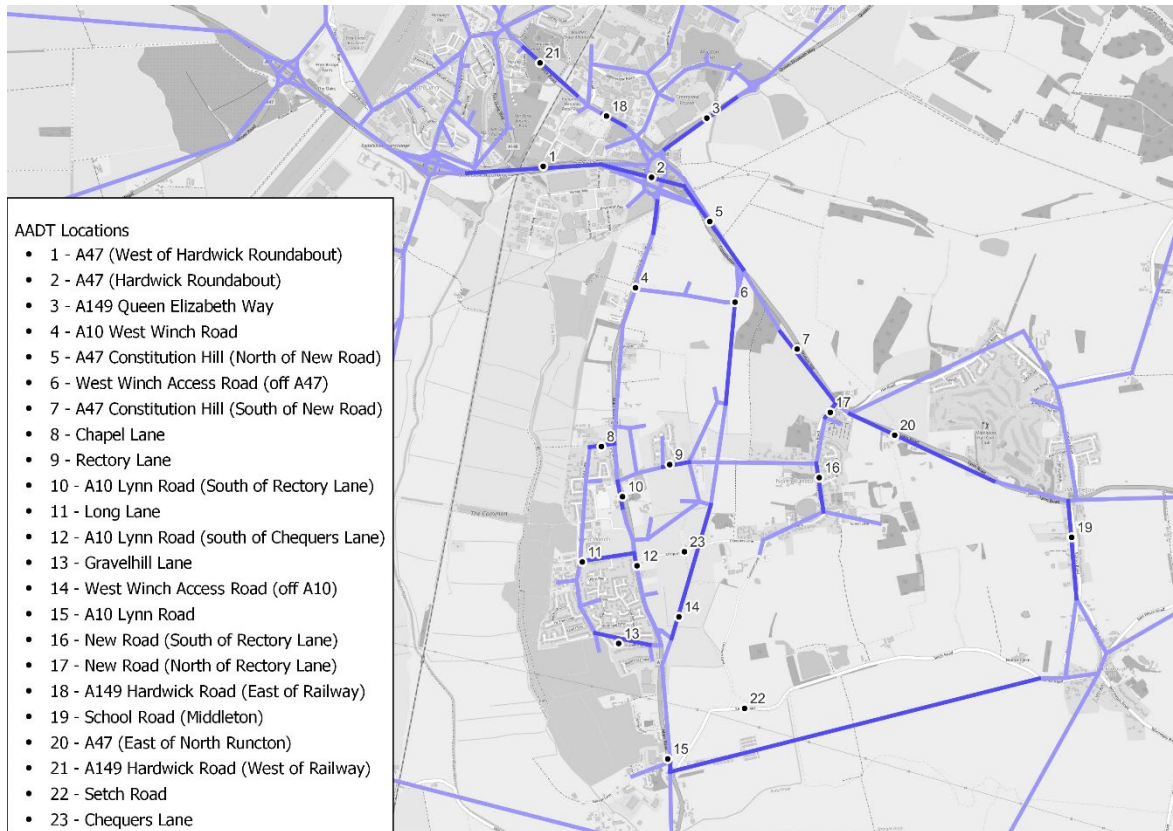 AADT Locations
1 - A47 (West of Hardwick Roundabout)
2 - A47 (Hardwick Roundabout)
3 - A149 Queen Elizabeth Way
4 - A10 West Winch Road
5 - A47 Constitution Hill (North of New Road)
6 - West Winch Access Road (off A47)
7 - A47 Constitution Hill (South of New Road)
8 - Chapel Lane
9 - Rectory Lane
10 - A10 Lynn Road (South of Rectory Lane)
11 - Long Lane
12 - A10 Lynn Road (south of Chequers Lane)
13 - Gravelhill Lane
14 - West Winch Access Road (off A10)
15 - A10 Lynn Road
16 - New Road (South of Rectory Lane)
17 - New Road (North of Rectory Lane)
18 - A149 Hardwick Road (East of Railway)
19 - School Road (Middleton)
20 - A47 (East of North Runcton)
21 - A149 Hardwick Road (West of Railway)
22 - Setch Road
23 - Chequers Lane
21
18
3
1
2
5
4
6
7
17
20
8
9
16
10
19
23
11
12
14
13
22
15
The Common